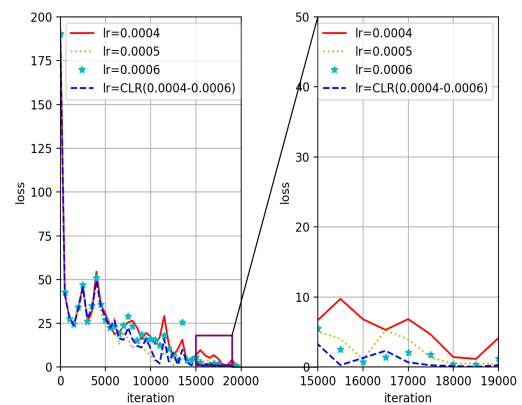 200
175
150
125
100
75
50
25
0
loss
0 5000 10000 15000 20000
iteration
lr=0.0004
lr=0.0005
lr=0.0006
lr=CLR(0.0004-0.0006)
50
40
30
20
10
0
loss
15000 16000 17000 18000 19000
iteration
lr=0.0004
lr=0.0005
lr=0.0006
lr=CLR(0.0004-0.0006)